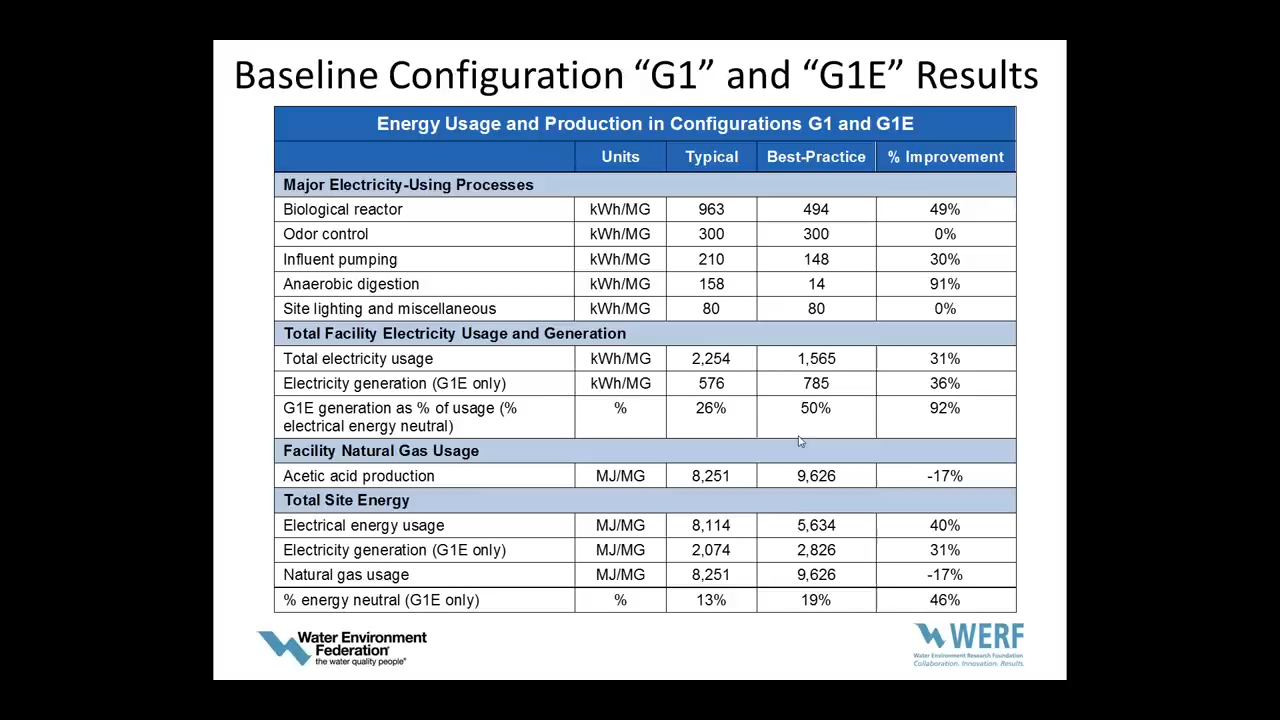 Baseline Configuration “G1” and “G1E” Results
Energy Usage and Production in Configurations G1 and G1E
Units Typical Best-Practice % Improvement
Major Electricity-Using Processes
Biological reactor kWh/MG 963 494 49%
Odor control kWh/MG 300 300 0%
Influent pumping kWh/MG 210 148 30%
Anaerobic digestion kWh/MG 158 14 91%
Site lighting and miscellaneous kWh/MG 80 80 0%
Total Facility Electricity Usage and Generation
Total electricity usage kWh/MG 2,254 1,565 31%
Electricity generation (G1E only) kWh/MG 576 785 36%
G1E generation as % of usage (% % 26% 50% 92%
electrical energy neutral)
Facility Natural Gas Usage
Acetic acid production MJ/MG 8,251 9,626 -17%
Total Site Energy
Electrical energy usage MJ/MG 8,114 5,634 40%
Electricity generation (G1E only) MJ/MG 2,074 2,826 31%
Natural gas usage MJ/MG 8,251 9,626 -17%
% energy neutral (G1E only) % 13% 19% 46%
Water Environment
Federation
the water quality people®
WERF
Water Environment Research Foundation
Collaboration. Innovation. Results.